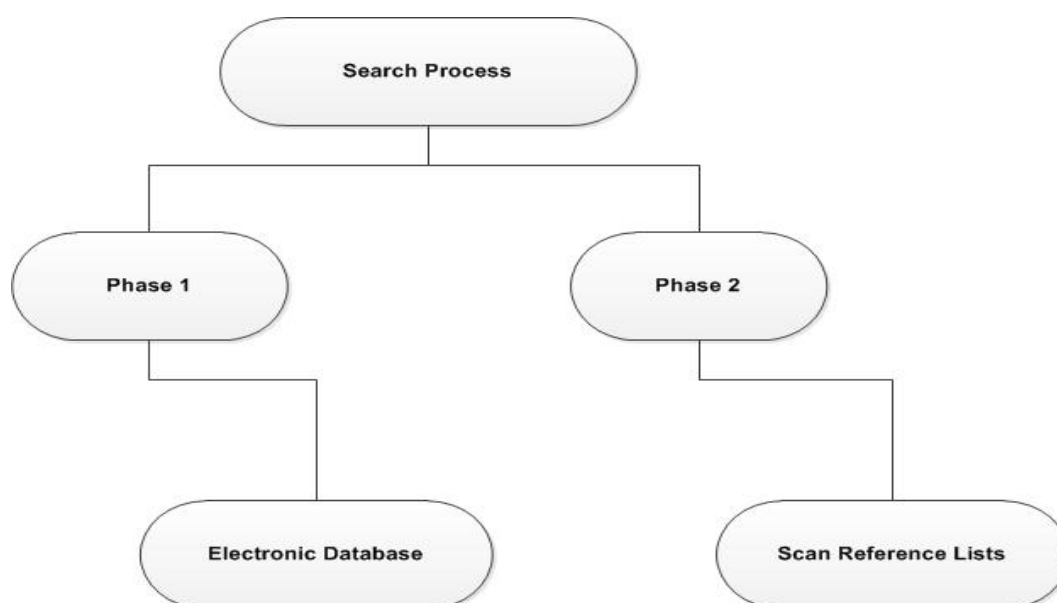 Search Process
Phase 1
Phase 2
Electronic Database
Scan Reference Lists